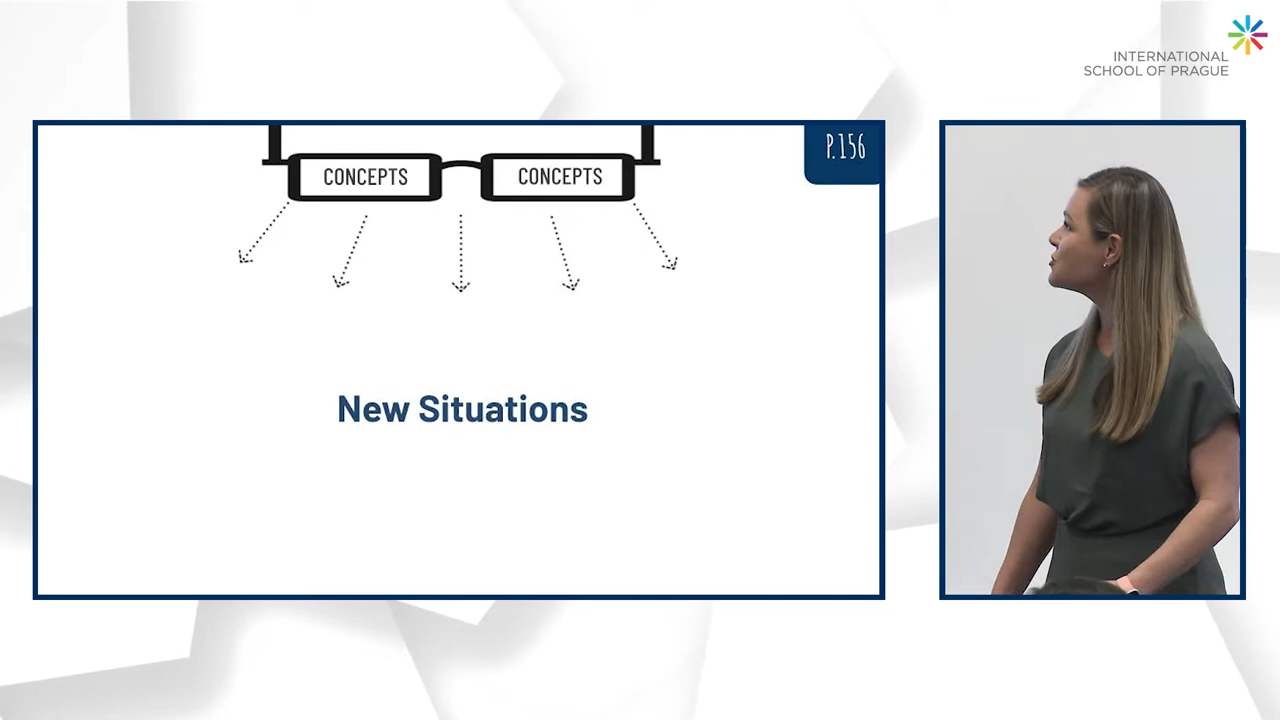 INTERNATIONAL
SCHOOL OF PRAGUE
P.156
CONCEPTS CONCEPTS
New Situations